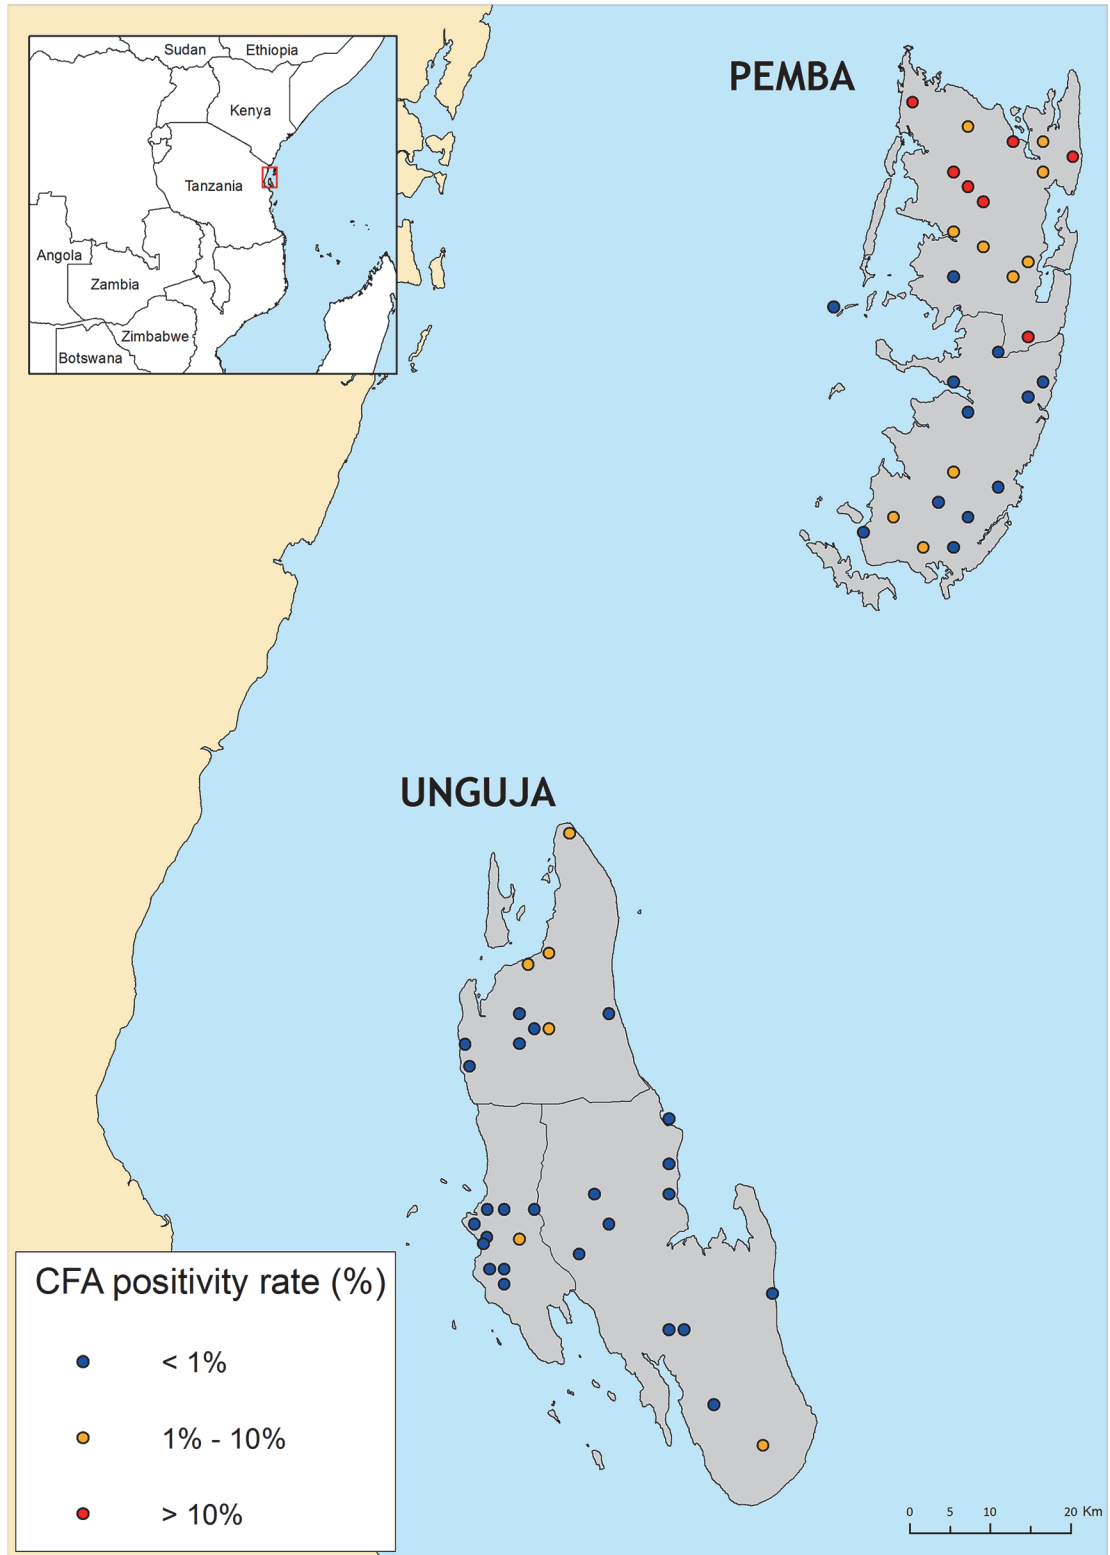 Sudan
Ethiopia
Kenya
Tanzania
Angola
Zambia
Zimbabwe
Botswana
PEMBA
UNGUJA
CFA positivity rate (%)
< 1%
1% - 10%
> 10%
0 5 10 20 Km